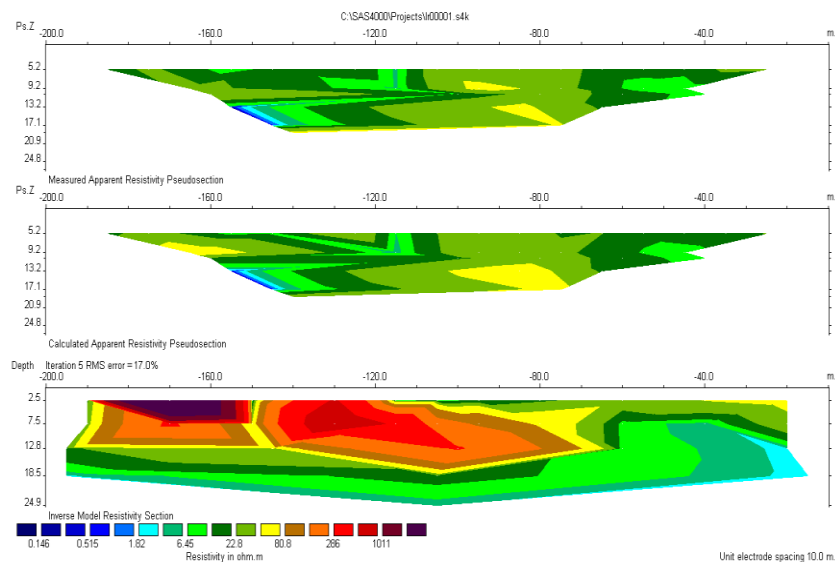 C:\SAS4000\Projects\lr00001.s4k
Ps.Z -200.0 -160.0 -120.0 -80.0 -40.0 m.
5.2
9.2
13.2
17.1
20.9
24.8
Measured Apparent Resistivity Pseudosection
Ps.Z -200.0 -160.0 -120.0 -80.0 -40.0 m.
5.2
9.2
13.2
17.1
20.9
24.8
Calculated Apparent Resistivity Pseudosection
Depth Iteration 5 RMS error = 17.0%
-200.0 -160.0 -120.0 -80.0 -40.0 m.
2.5
7.5
12.8
18.5
24.9
Inverse Model Resistivity Section
0.146 0.515 1.82 6.45 22.8 80.8 286 1011
Resistivity in ohm.m
Unit electrode spacing 10.0 m.